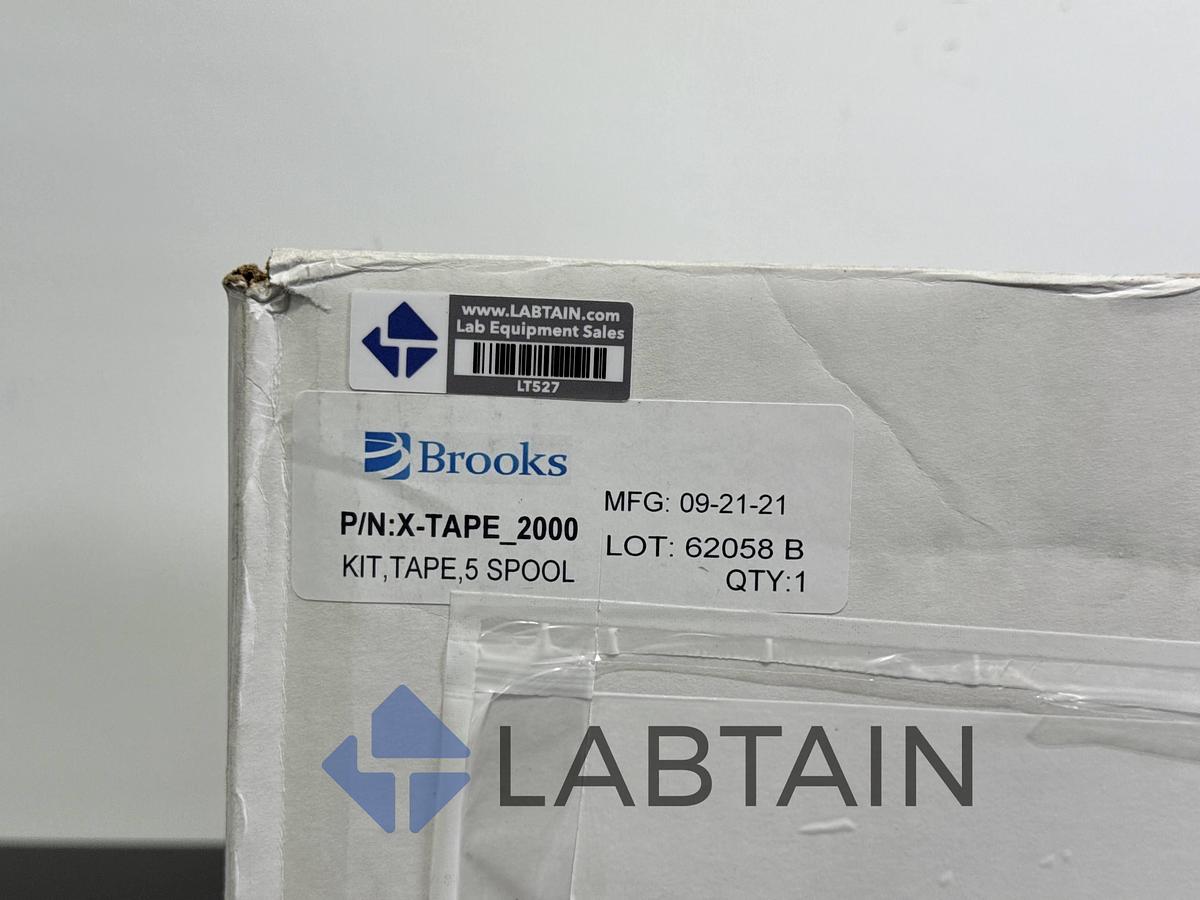 www.LABTAIN.com
Lab Equipment Sales
LT527
Brooks
P/N:X-TAPE_2000
KIT,TAPE,5 SPOOL
MFG: 09-21-21
LOT: 62058 B
QTY:1
LABTAIN